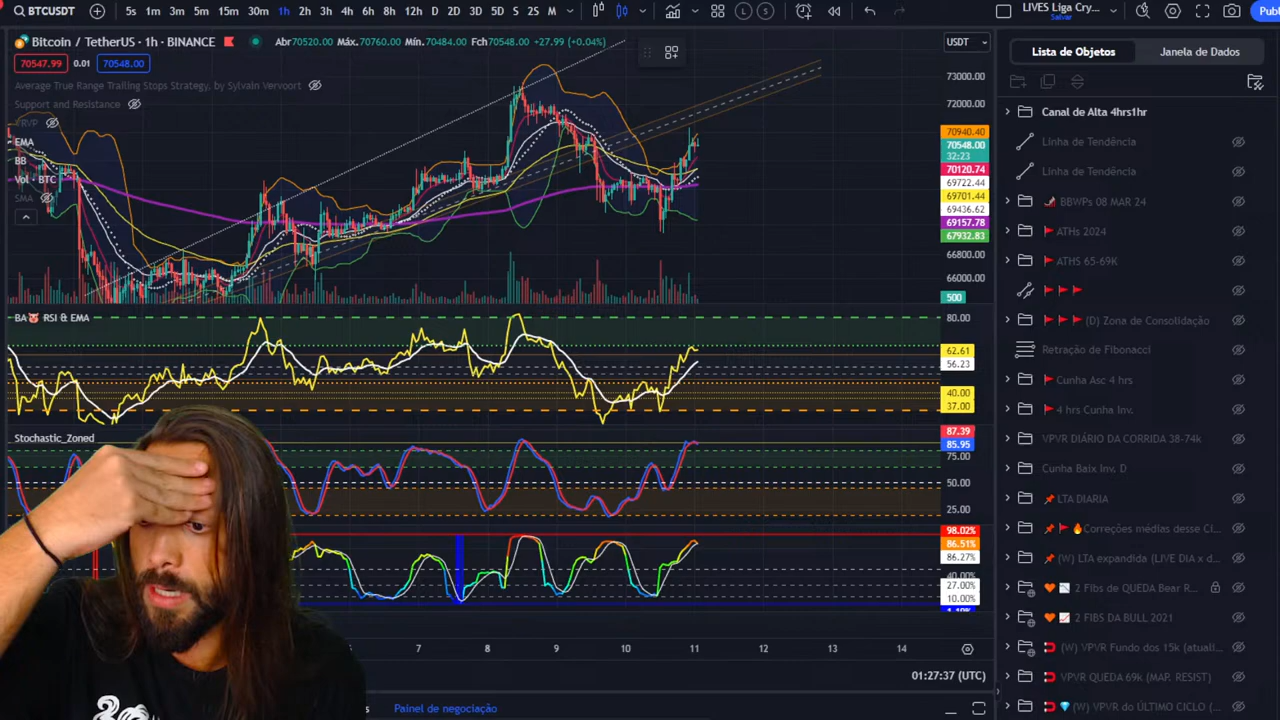 BTCUSDT 5s 1m 3m 5m 15m 30m 1h 2h 3h 4h 6h 8h 12h D 2D 3D 5D S 2S M
LIVES Liga Cry...
Salvar
Publ
Bitcoin / TetherUS · 1h · BINANCE Abr70520.00 Máx.70760.00 Mín.70484.00 Fch70548.00 +27.99 (+0.04%)
USDT
70547.99 0.01 70548.00
Average True Range Trailing Stops Strategy, by Sylvain Vervoort
Support and Resistance
EMA
BB
Vol · BTC
SMA
73000.00
72000.00
70940.40
70548.00
32:23
70120.74
69722.44
69701.44
69436.62
69157.78
67932.83
66800.00
66000.00
500
RSI & EMA
80.00
62.61
56.23
40.00
37.00
Stochastic_Zoned
87.39
85.95
75.00
50.00
25.00
98.02%
86.51%
86.27%
40.00%
27.00%
10.00%
7 8 9 10 11 12 13 14
01:27:37 (UTC)
Painel de negociação
Lista de Objetos Janela de Dados
Canal de Alta 4hrs1hr
Linha de Tendência
Linha de Tendência
BBWPs 08 MAR 24
ATHs 2024
ATHS 65-69K
(D) Zona de Consolidação
Retração de Fibonacci
Cunha Asc 4 hrs
4 hrs Cunha Inv.
VPVR DIÁRIO DA CORRIDA 38-74k
Cunha Baix Inv. D
LTA DIARIA
Correções médias desse Ci...
(W) LTA expandida (LIVE DIA x d...
2 Fibs de QUEDA Bear R...
2 FIBS DA BULL 2021
(W) VPVR Fundo dos 15k (atuali...
VPVR QUEDA 69k (MAP. RESIST)
(W) VPVR do ÚLTIMO CICLO (...